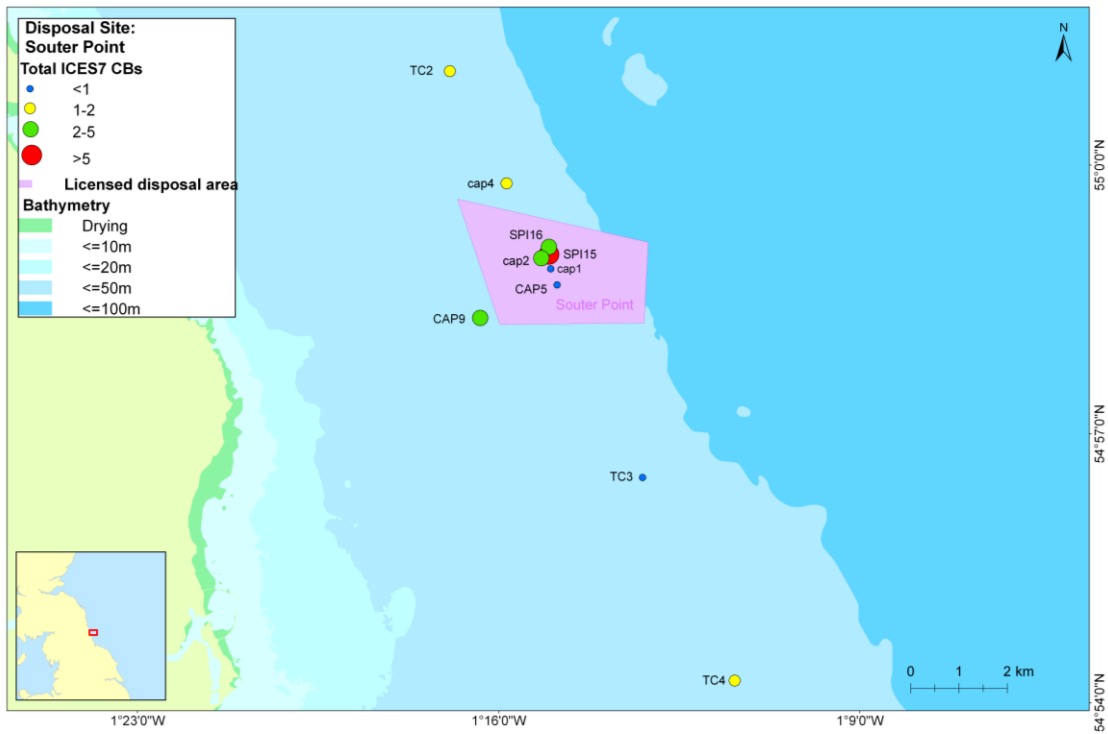 Disposal Site:
Souter Point
Total ICES7 CBs
<1
1-2
2-5
>5
Licensed disposal area
Bathymetry
Drying
<=10m
<=20m
<=50m
<=100m
TC2
N
55°0'0"N
cap4
SPI16
SPI15
cap2
cap1
CAP5
Souter Point
CAP9
54°57'0"N
TC3
TC4
0 1 2 km
54°54'0"N
1°23'0"W
1°16'0"W
1°9'0"W